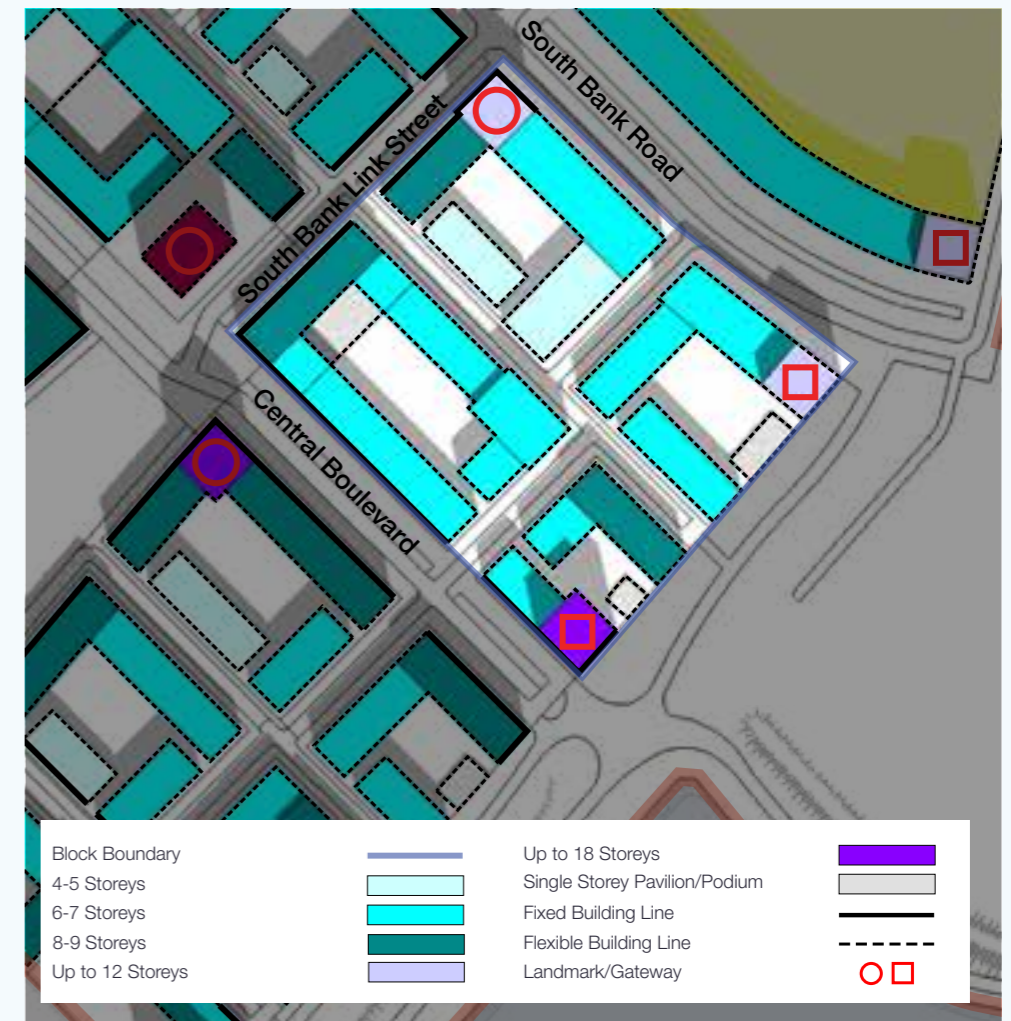 South Bank Road
South Bank Link Street
Central Boulevard
Block Boundary
4-5 Storeys
6-7 Storeys
8-9 Storeys
Up to 12 Storeys
Up to 18 Storeys
Single Storey Pavilion/Podium
Fixed Building Line
Flexible Building Line
Landmark/Gateway